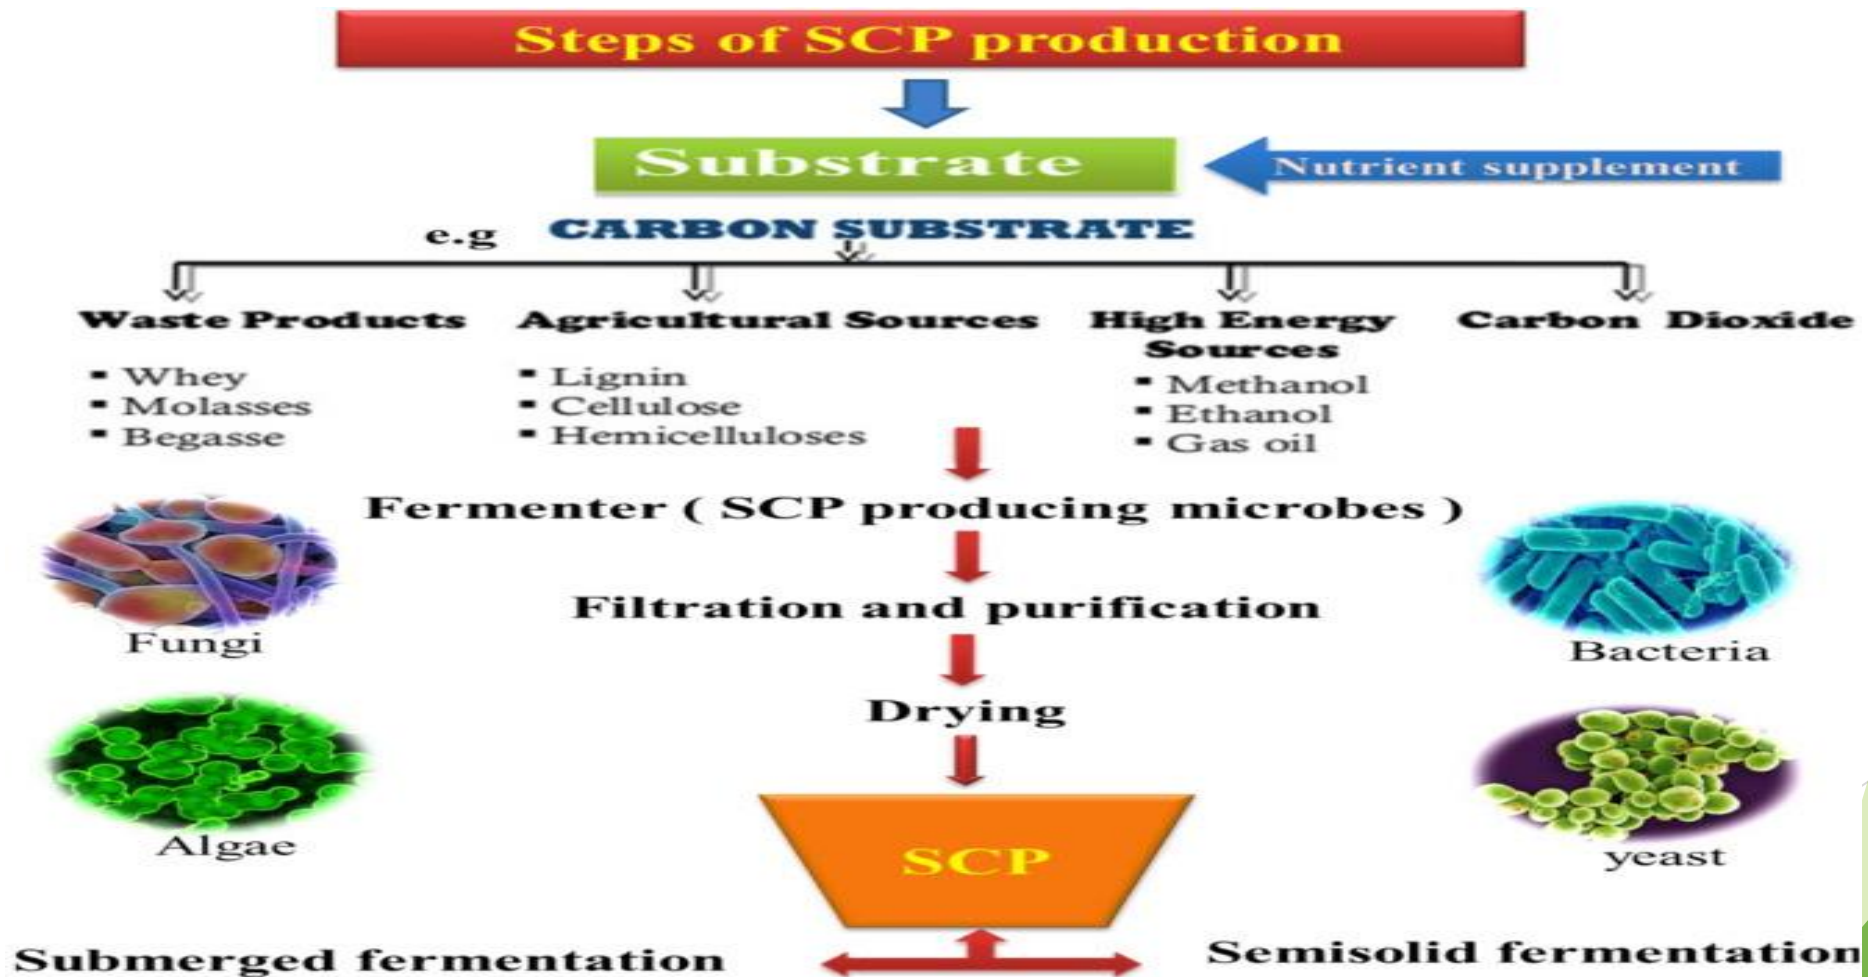 Steps of SCP production
Substrate
Nutrient supplement
e.g CARBON SUBSTRATE
Waste Products
▪ Whey
▪ Molasses
▪ Begasse
Agricultural Sources
▪ Lignin
▪ Cellulose
▪ Hemicelluloses
High Energy
Sources
▪ Methanol
▪ Ethanol
▪ Gas oil
Carbon Dioxide
Fermenter ( SCP producing microbes )
Fungi
Bacteria
Filtration and purification
Drying
Algae
yeast
SCP
Submerged fermentation
Semisolid fermentation